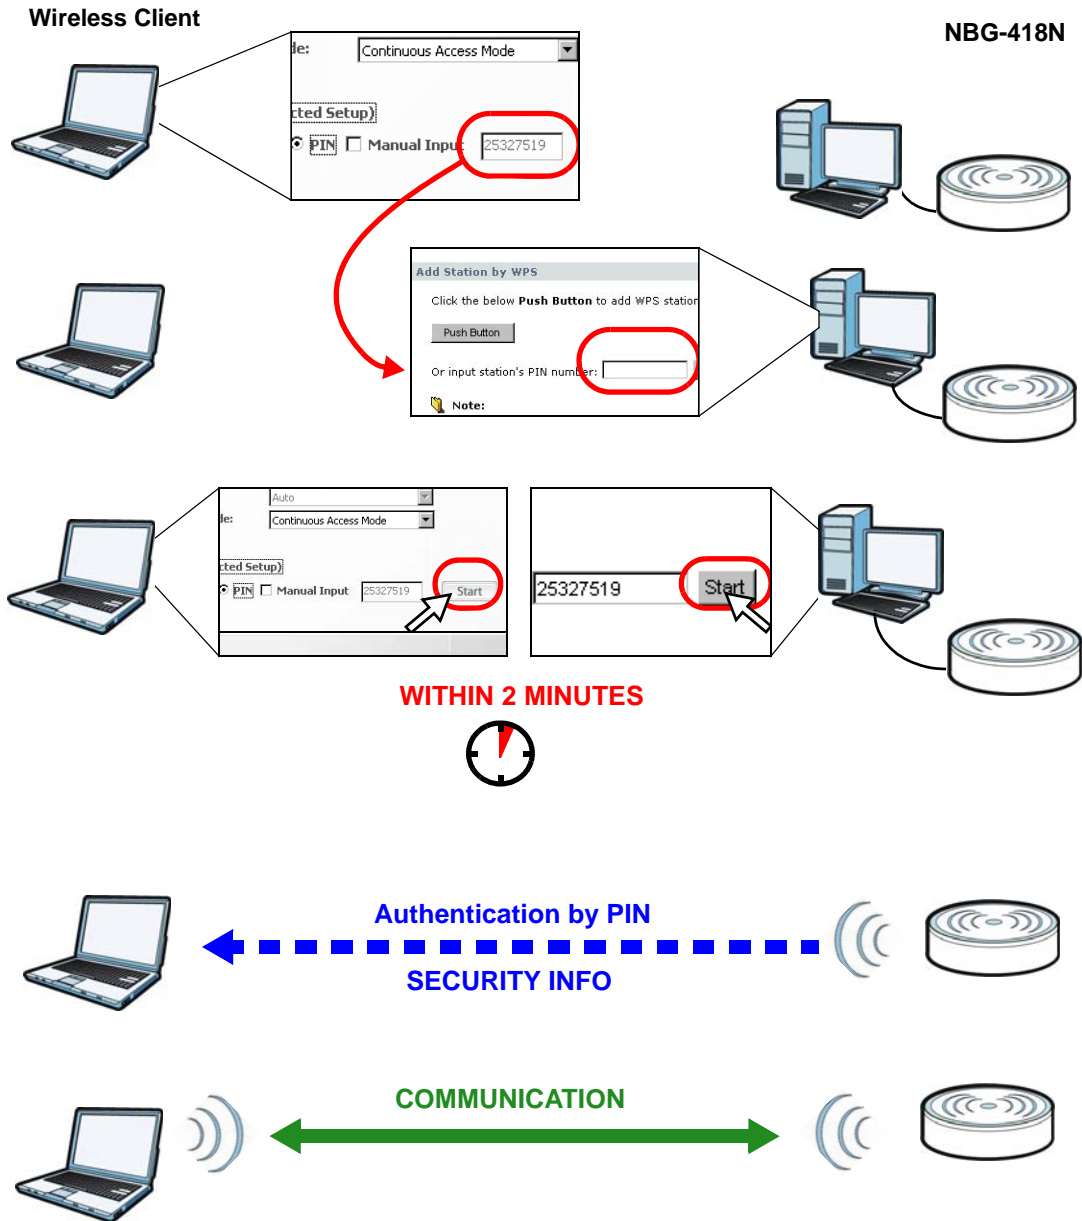 Wireless Client
NBG-418N
de:
Continuous Access Mode
cted Setup)
PIN Manual Input 25327519
Add Station by WPS
Click the below Push Button to add WPS station
Push Button
Or input station's PIN number:
Note:
Auto
de:
Continuous Access Mode
cted Setup)
PIN Manual Input 25327519 Start
25327519 Start
WITHIN 2 MINUTES
Authentication by PIN
SECURITY INFO
COMMUNICATION